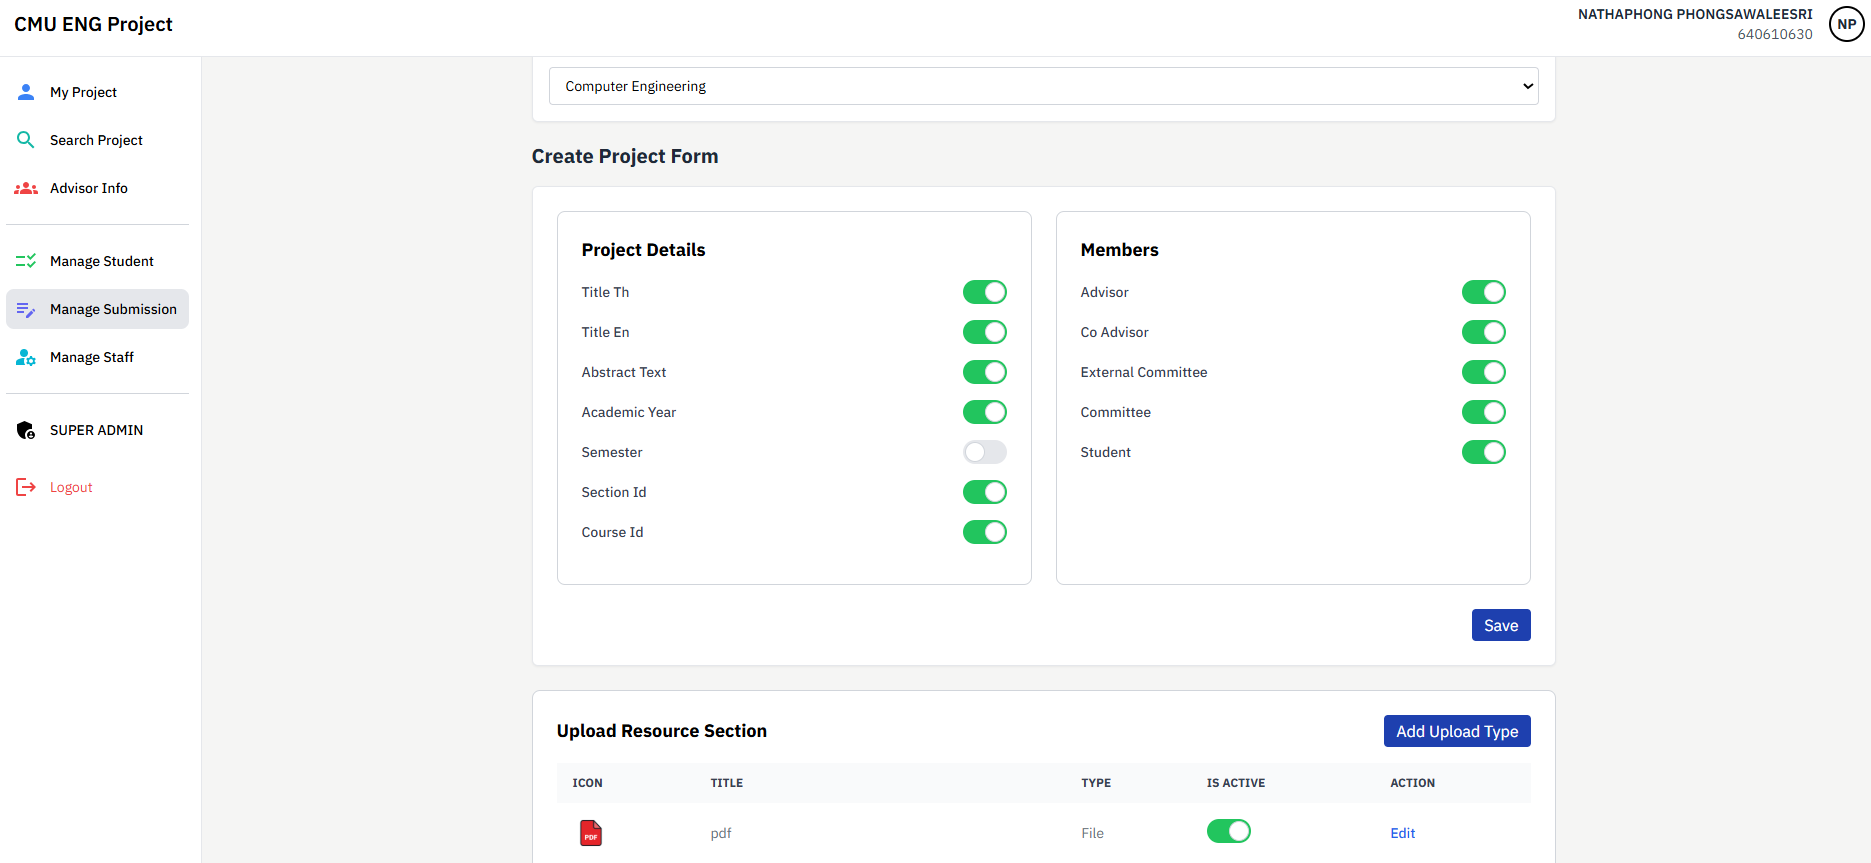 CMU ENG Project
NATHAPHONG PHONGSAWALEESRI
640610630
NP
My Project
Search Project
Advisor Info
Manage Student
Manage Submission
Manage Staff
SUPER ADMIN
Logout
Computer Engineering
Create Project Form
Project Details
Title Th
Title En
Abstract Text
Academic Year
Semester
Section Id
Course Id
Members
Advisor
Co Advisor
External Committee
Committee
Student
Save
Upload Resource Section
Add Upload Type
ICON TITLE TYPE IS ACTIVE ACTION
PDF pdf File Edit